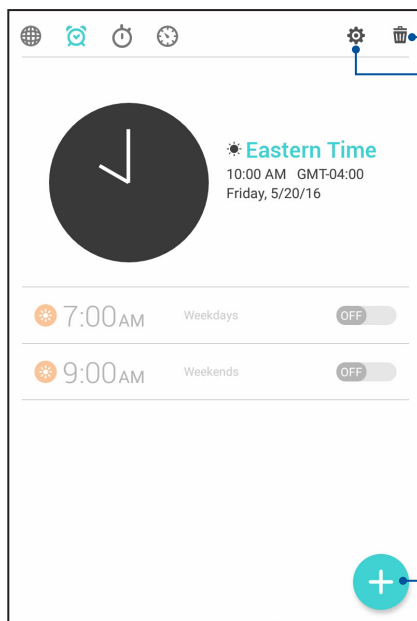 Eastern Time
10:00 AM GMT-04:00
Friday, 5/20/16
7:00AM Weekdays OFF
9:00AM Weekends OFF